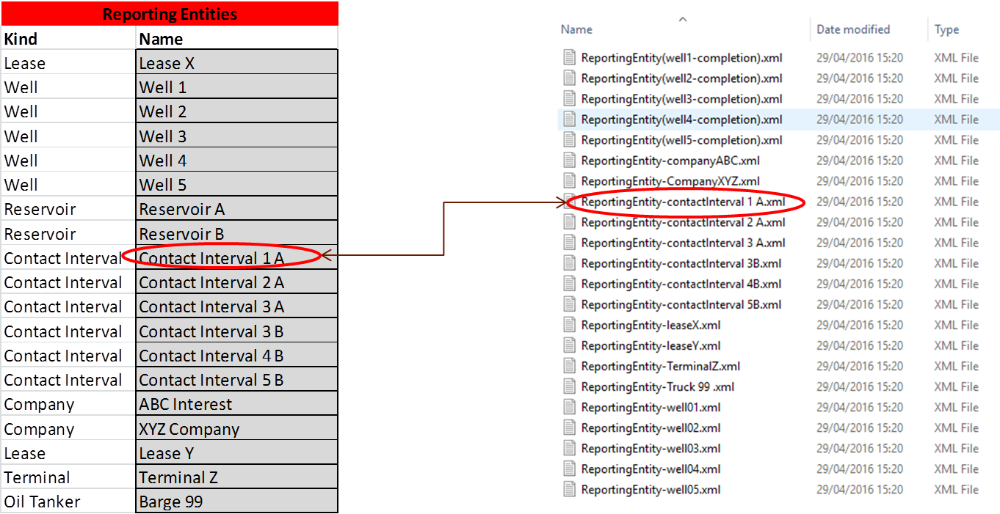 Reporting Entities
Kind Name
Lease Lease X
Well Well 1
Well Well 2
Well Well 3
Well Well 4
Well Well 5
Reservoir Reservoir A
Reservoir Reservoir B
Contact Interval Contact Interval 1 A
Contact Interval Contact Interval 2 A
Contact Interval Contact Interval 3 A
Contact Interval Contact Interval 3 B
Contact Interval Contact Interval 4 B
Contact Interval Contact Interval 5 B
Company ABC Interest
Company XYZ Company
Lease Lease Y
Terminal Terminal Z
Oil Tanker Barge 99
Name Date modified Type
ReportingEntity(well1-completion).xml 29/04/2016 15:20 XML File
ReportingEntity(well2-completion).xml 29/04/2016 15:20 XML File
ReportingEntity(well3-completion).xml 29/04/2016 15:20 XML File
ReportingEntity(well4-completion).xml 29/04/2016 15:20 XML File
ReportingEntity(well5-completion).xml 29/04/2016 15:20 XML File
ReportingEntity-companyABC.xml 29/04/2016 15:20 XML File
ReportingEntity-CompanyXYZ.xml 29/04/2016 15:20 XML File
ReportingEntity-contactInterval 1 A.xml 29/04/2016 15:20 XML File
ReportingEntity-contactInterval 2 A.xml 29/04/2016 15:20 XML File
ReportingEntity-contactInterval 3 A.xml 29/04/2016 15:20 XML File
ReportingEntity-contactInterval 3B.xml 29/04/2016 15:20 XML File
ReportingEntity-contactInterval 4B.xml 29/04/2016 15:20 XML File
ReportingEntity-contactInterval 5B.xml 29/04/2016 15:20 XML File
ReportingEntity-leaseX.xml 29/04/2016 15:20 XML File
ReportingEntity-leaseY.xml 29/04/2016 15:20 XML File
ReportingEntity-TerminalZ.xml 29/04/2016 15:20 XML File
ReportingEntity-Truck 99 .xml 29/04/2016 15:20 XML File
ReportingEntity-well01.xml 29/04/2016 15:20 XML File
ReportingEntity-well02.xml 29/04/2016 15:20 XML File
ReportingEntity-well03.xml 29/04/2016 15:20 XML File
ReportingEntity-well04.xml 29/04/2016 15:20 XML File
ReportingEntity-well05.xml 29/04/2016 15:20 XML File